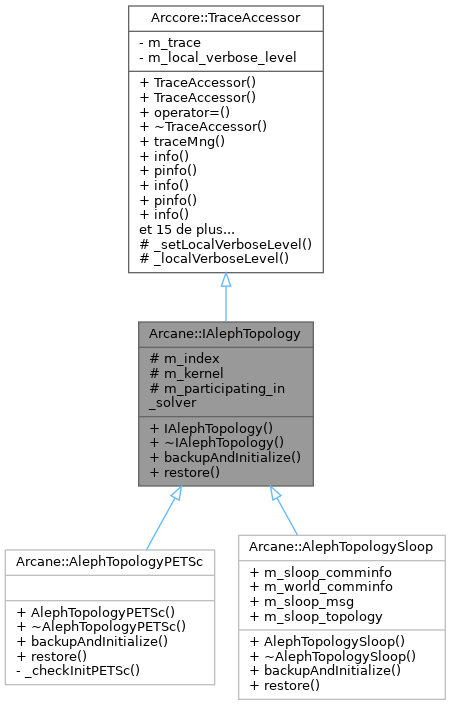 Arccore::TraceAccessor
- m_trace
- m_local_verbose_level
+ TraceAccessor()
+ TraceAccessor()
+ operator=()
+ ~TraceAccessor()
+ traceMng()
+ info()
+ pinfo()
+ info()
+ pinfo()
+ info()
et 15 de plus...
# _setLocalVerboseLevel()
# _localVerboseLevel()
Arcane::IAlephTopology
# m_index
# m_kernel
# m_participating_in
_solver
+ IAlephTopology()
+ ~IAlephTopology()
+ backupAndInitialize()
+ restore()
Arcane::AlephTopologyPETSc
+ AlephTopologyPETSc()
+ ~AlephTopologyPETSc()
+ backupAndInitialize()
+ restore()
- _checkInitPETSc()
Arcane::AlephTopologySloop
+ m_sloop_comminfo
+ m_world_comminfo
+ m_sloop_msg
+ m_sloop_topology
+ AlephTopologySloop()
+ ~AlephTopologySloop()
+ backupAndInitialize()
+ restore()